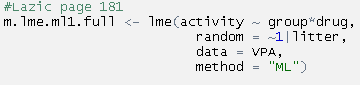 #Lazic page 181
m.lme.ml1.full <- lme(activity ~ group*drug,
random = ~1|litter,
data = VPA,
method = "ML")